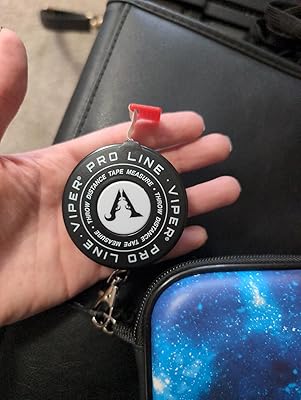 PRO LINE · VIPER® · PRO LINE · VIPER®
THROW DISTANCE TAPE MEASURE · THROW DISTANCE TAPE MEASURE ·